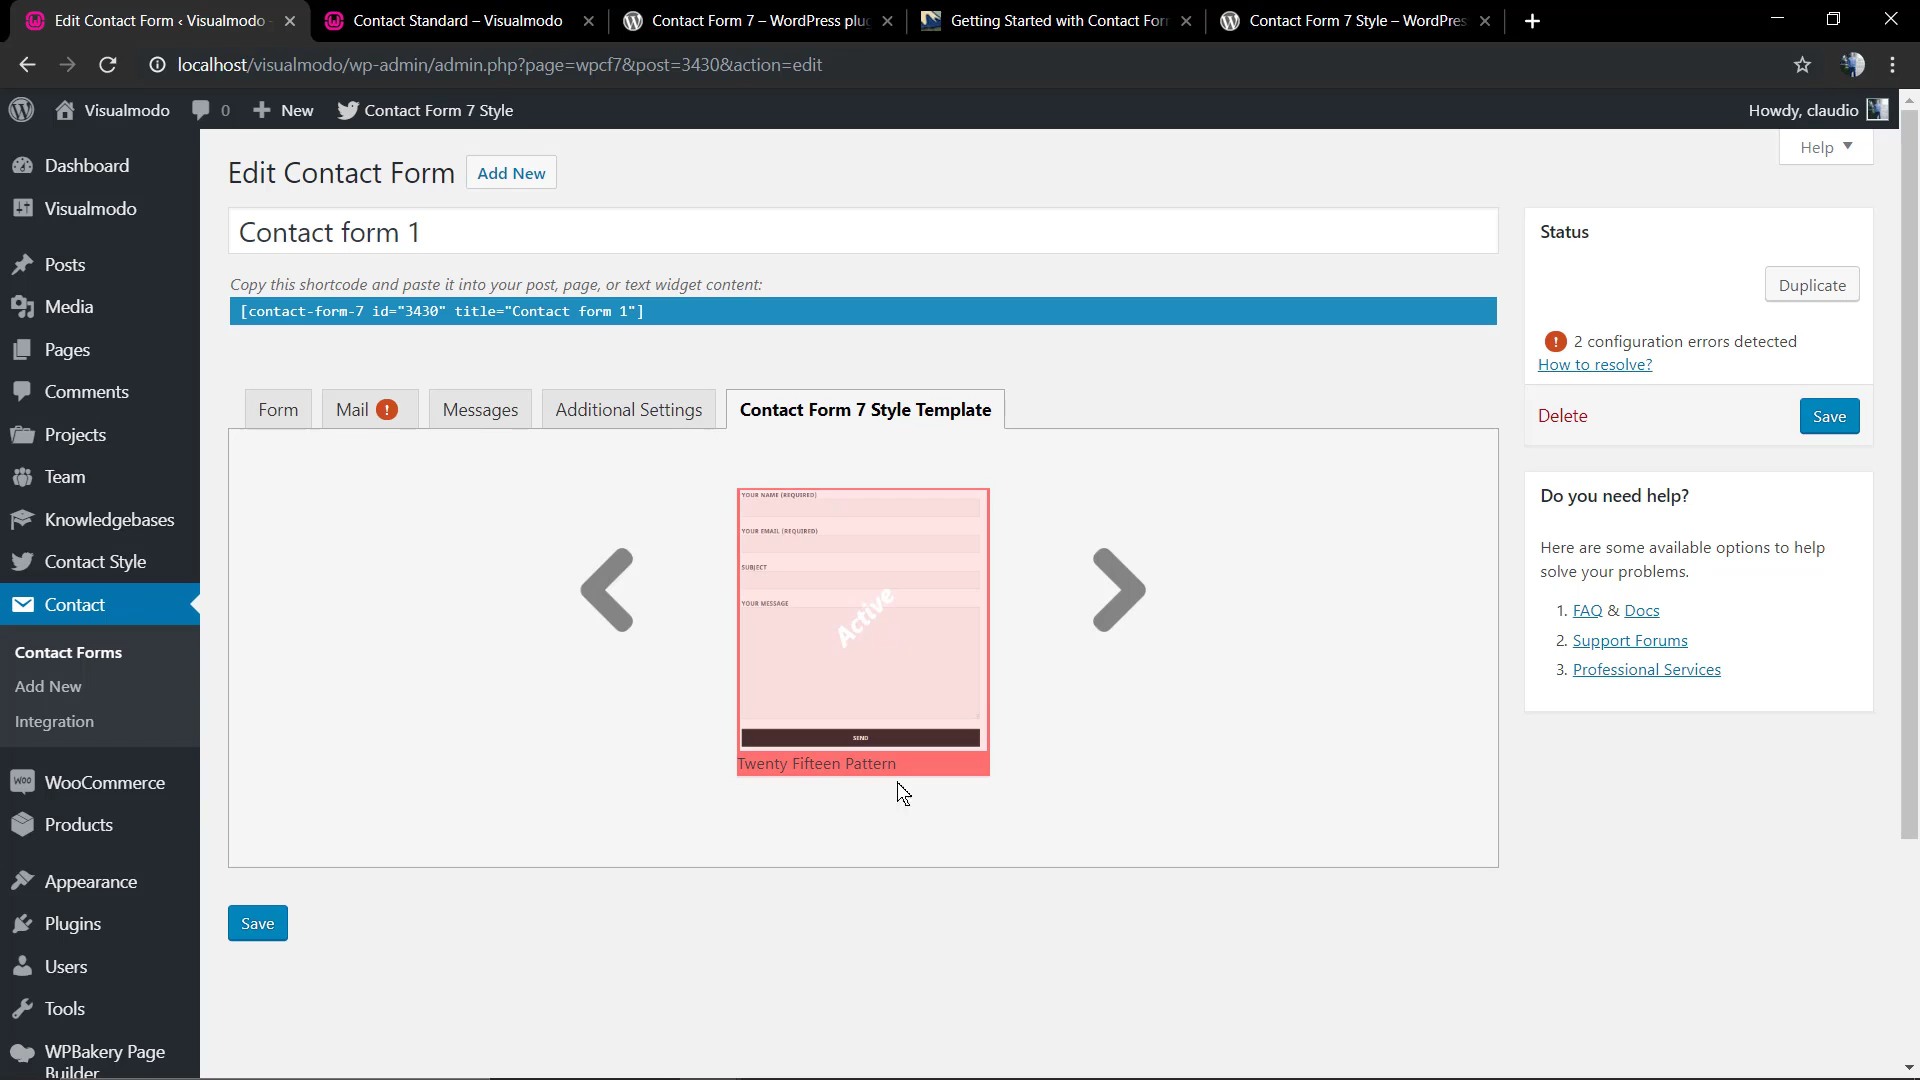 Edit Contact Form ‹ Visualmodo
Contact Standard – Visualmodo
Contact Form 7 – WordPress plug
Getting Started with Contact Form
Contact Form 7 Style – WordPress
localhost/visualmodo/wp-admin/admin.php?page=wpcf7&post=3430&action=edit
Visualmodo
0
New
Contact Form 7 Style
Howdy, claudio
Help
Dashboard
Visualmodo
Posts
Media
Pages
Comments
Projects
Team
Knowledgebases
Contact Style
Contact
Contact Forms
Add New
Integration
WooCommerce
Products
Appearance
Plugins
Users
Tools
WPBakery Page
Builder
Edit Contact Form
Add New
Contact form 1
Copy this shortcode and paste it into your post, page, or text widget content:
[contact-form-7 id="3430" title="Contact form 1"]
Form
Mail !
Messages
Additional Settings
Contact Form 7 Style Template
YOUR NAME (REQUIRED)
YOUR EMAIL (REQUIRED)
SUBJECT
YOUR MESSAGE
Active
SEND
Twenty Fifteen Pattern
Save
Status
Duplicate
! 2 configuration errors detected
How to resolve?
Delete
Save
Do you need help?
Here are some available options to help
solve your problems.
1. FAQ & Docs
2. Support Forums
3. Professional Services